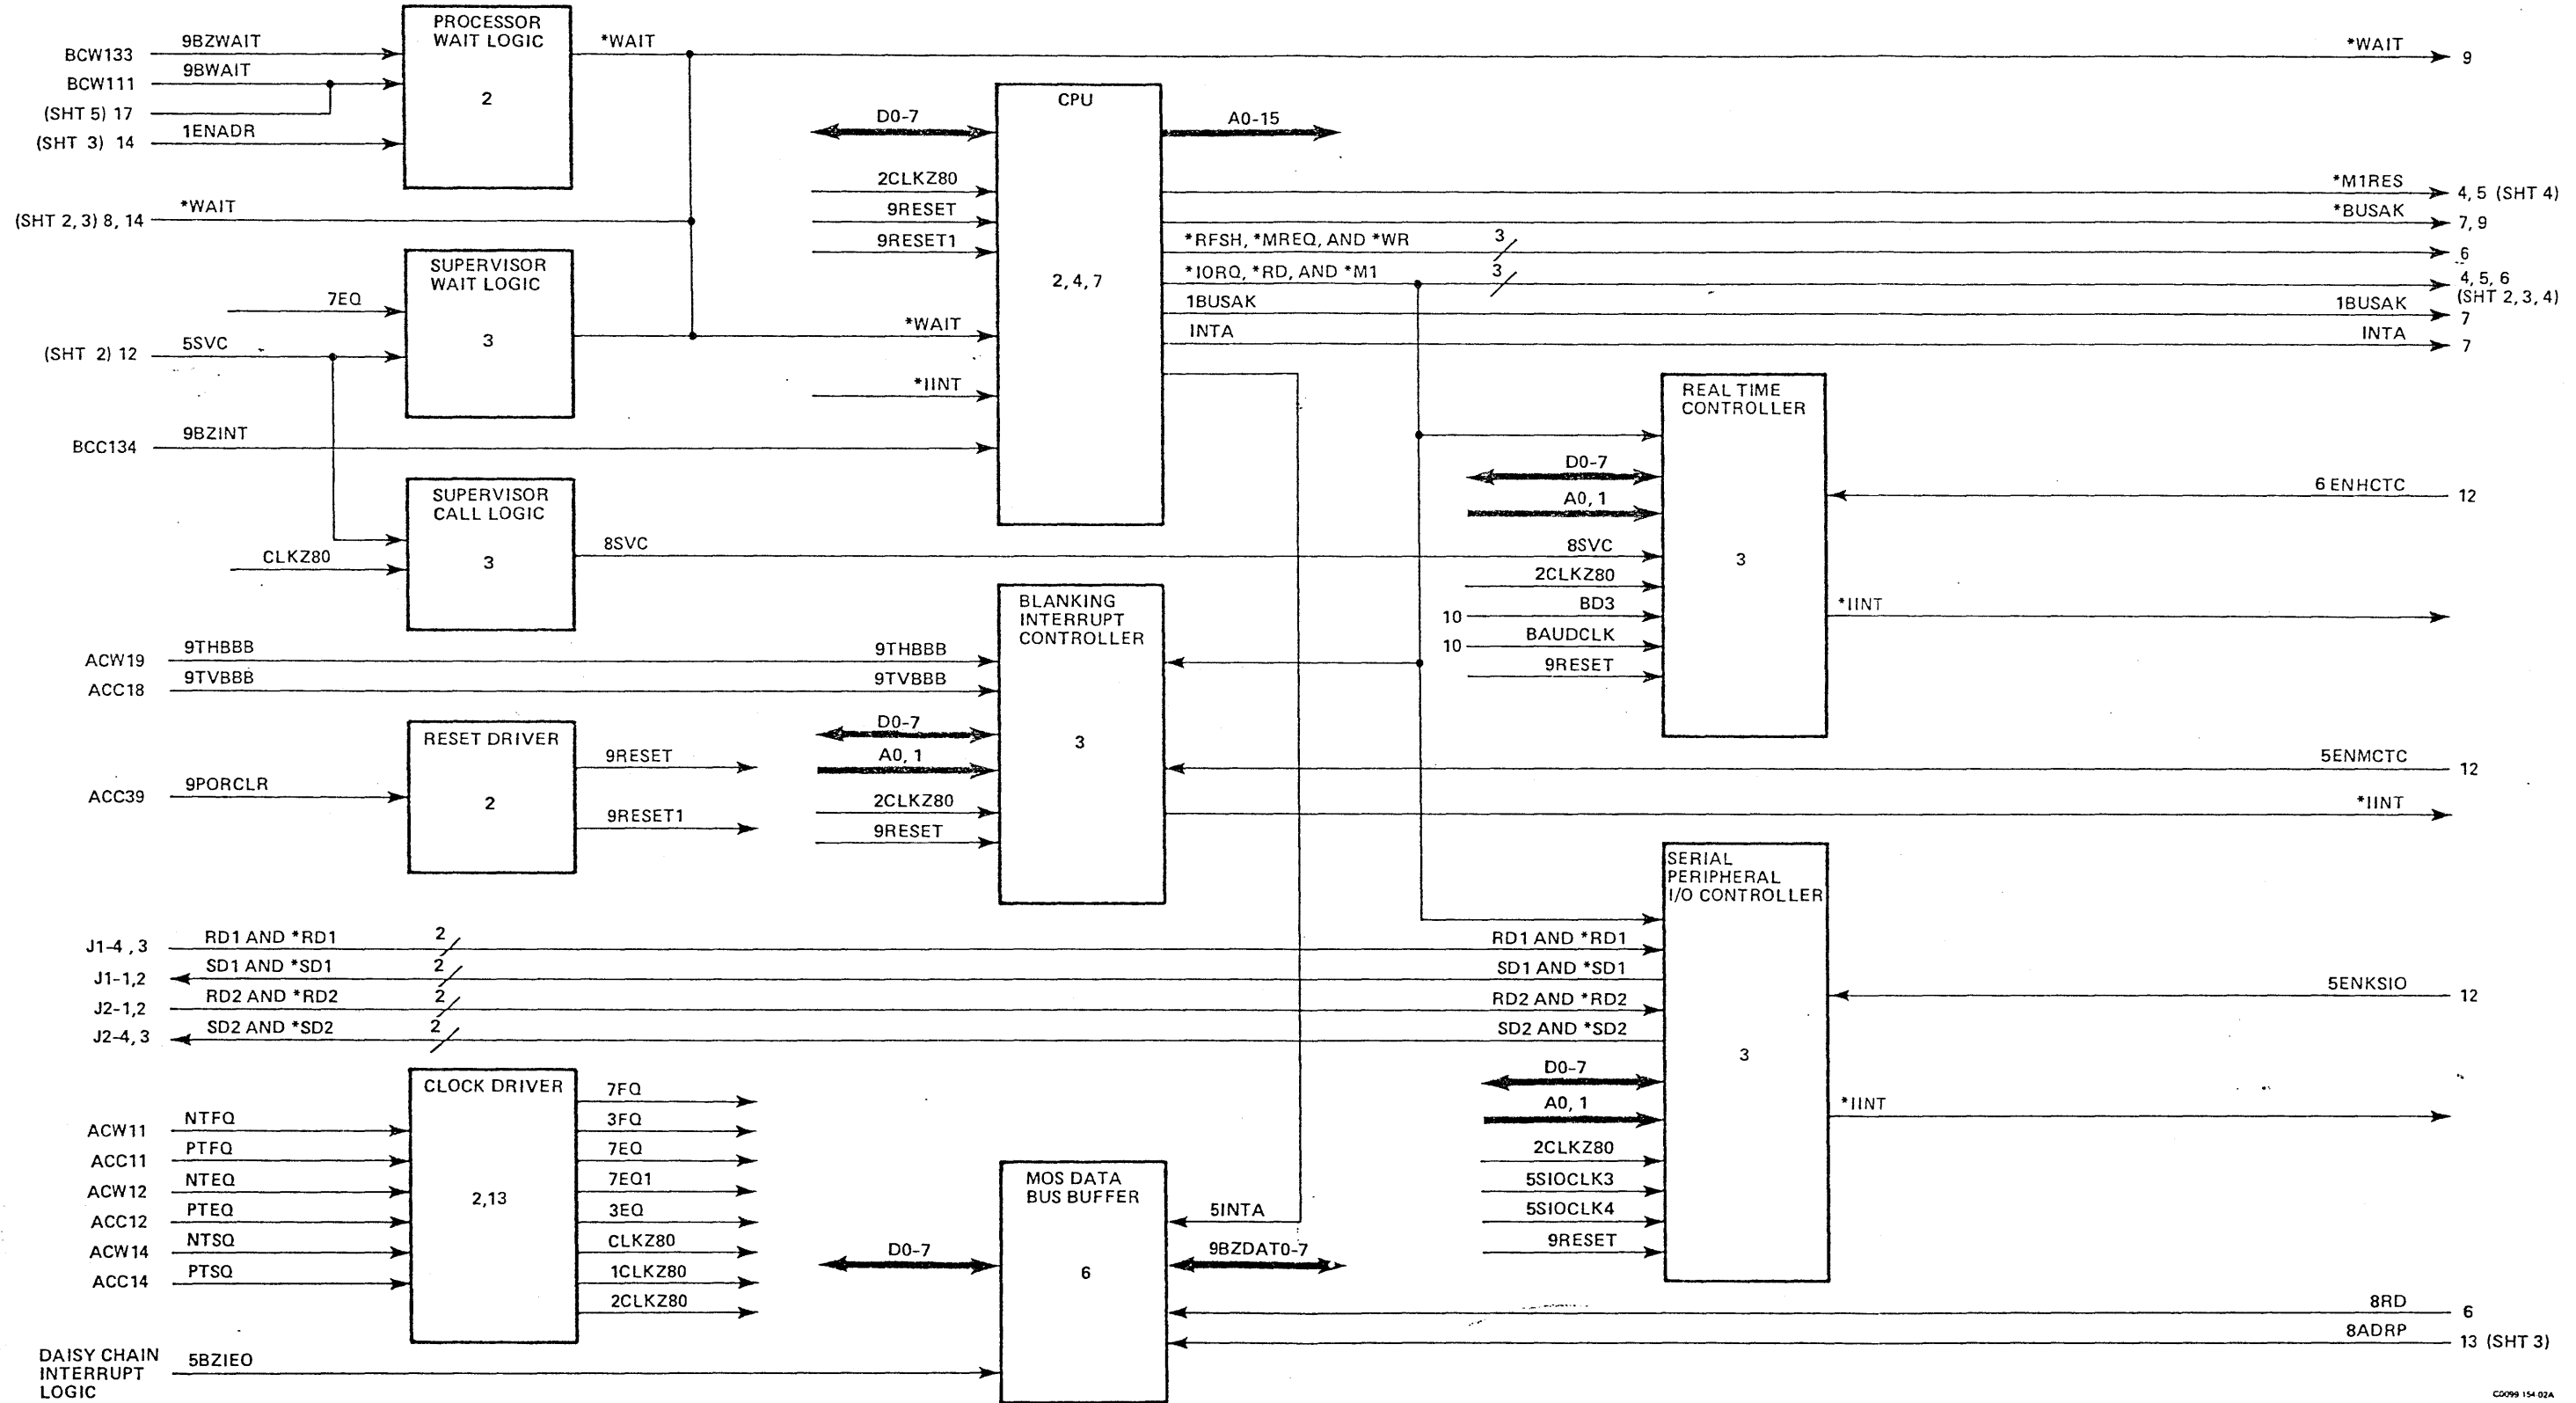 PROCESSOR
WAIT LOGIC
2
BCW133
9BZWAIT
BCW111
9BWAIT
(SHT 5) 17
(SHT 3) 14
1ENADR
*WAIT
*WAIT
9
(SHT 2, 3) 8, 14
*WAIT
SUPERVISOR
WAIT LOGIC
3
7EQ
(SHT 2) 12
5SVC
BCC134
9BZINT
SUPERVISOR
CALL LOGIC
3
CLKZ80
8SVC
CPU
2, 4, 7
D0-7
2CLKZ80
9RESET
9RESET1
*WAIT
*IINT
A0-15
*M1RES
4, 5 (SHT 4)
*BUSAK
7, 9
*RFSH, *MREQ, AND *WR
3
6
*IORQ, *RD, AND *M1
3
4, 5, 6
(SHT 2, 3, 4)
1BUSAK
1BUSAK
7
INTA
INTA
7
REAL TIME
CONTROLLER
3
D0-7
A0, 1
8SVC
2CLKZ80
10
BD3
10
BAUDCLK
9RESET
6 ENHCTC
12
*IINT
BLANKING
INTERRUPT
CONTROLLER
3
ACW19
9THBBB
9THBBB
ACC18
9TVBBB
9TVBBB
D0-7
A0, 1
2CLKZ80
9RESET
5ENMCTC
12
*IINT
RESET DRIVER
2
ACC39
9PORCLR
9RESET
9RESET1
SERIAL
PERIPHERAL
I/O CONTROLLER
3
J1-4 , 3
RD1 AND *RD1
2
RD1 AND *RD1
J1-1,2
SD1 AND *SD1
2
SD1 AND *SD1
J2-1,2
RD2 AND *RD2
2
RD2 AND *RD2
J2-4, 3
SD2 AND *SD2
2
SD2 AND *SD2
D0-7
A0, 1
2CLKZ80
5SIOCLK3
5SIOCLK4
9RESET
5ENKSIO
12
*IINT
CLOCK DRIVER
2,13
ACW11
NTFQ
ACC11
PTFQ
ACW12
NTEQ
ACC12
PTEQ
ACW14
NTSQ
ACC14
PTSQ
7FQ
3FQ
7EQ
7EQ1
3EQ
CLKZ80
1CLKZ80
2CLKZ80
MOS DATA
BUS BUFFER
6
D0-7
5INTA
9BZDAT0-7
8RD
6
8ADRP
13 (SHT 3)
DAISY CHAIN
INTERRUPT
LOGIC
5BZIEO
C0099 154 02A